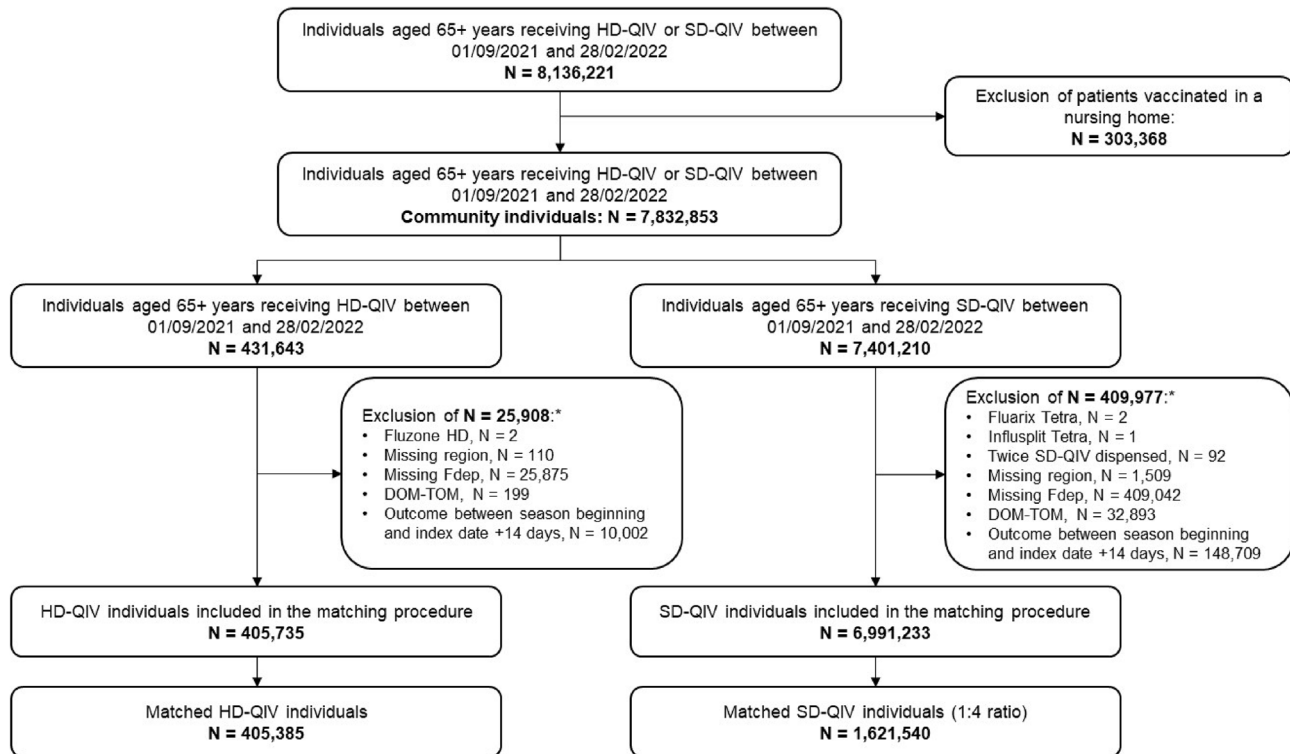 Individuals aged 65+ years receiving HD-QIV or SD-QIV between
01/09/2021 and 28/02/2022
N = 8,136,221
Exclusion of patients vaccinated in a
nursing home:
N = 303,368
Individuals aged 65+ years receiving HD-QIV or SD-QIV between
01/09/2021 and 28/02/2022
Community individuals: N = 7,832,853
Individuals aged 65+ years receiving HD-QIV between
01/09/2021 and 28/02/2022
N = 431,643
Individuals aged 65+ years receiving SD-QIV between
01/09/2021 and 28/02/2022
N = 7,401,210
Exclusion of N = 25,908:*
• Fluzone HD, N = 2
• Missing region, N = 110
• Missing Fdep, N = 25,875
• DOM-TOM, N = 199
• Outcome between season beginning
and index date +14 days, N = 10,002
Exclusion of N = 409,977:*
• Fluarix Tetra, N = 2
• Influsplit Tetra, N = 1
• Twice SD-QIV dispensed, N = 92
• Missing region, N = 1,509
• Missing Fdep, N = 409,042
• DOM-TOM, N = 32,893
• Outcome between season beginning
and index date +14 days, N = 148,709
HD-QIV individuals included in the matching procedure
N = 405,735
SD-QIV individuals included in the matching procedure
N = 6,991,233
Matched HD-QIV individuals
N = 405,385
Matched SD-QIV individuals (1:4 ratio)
N = 1,621,540